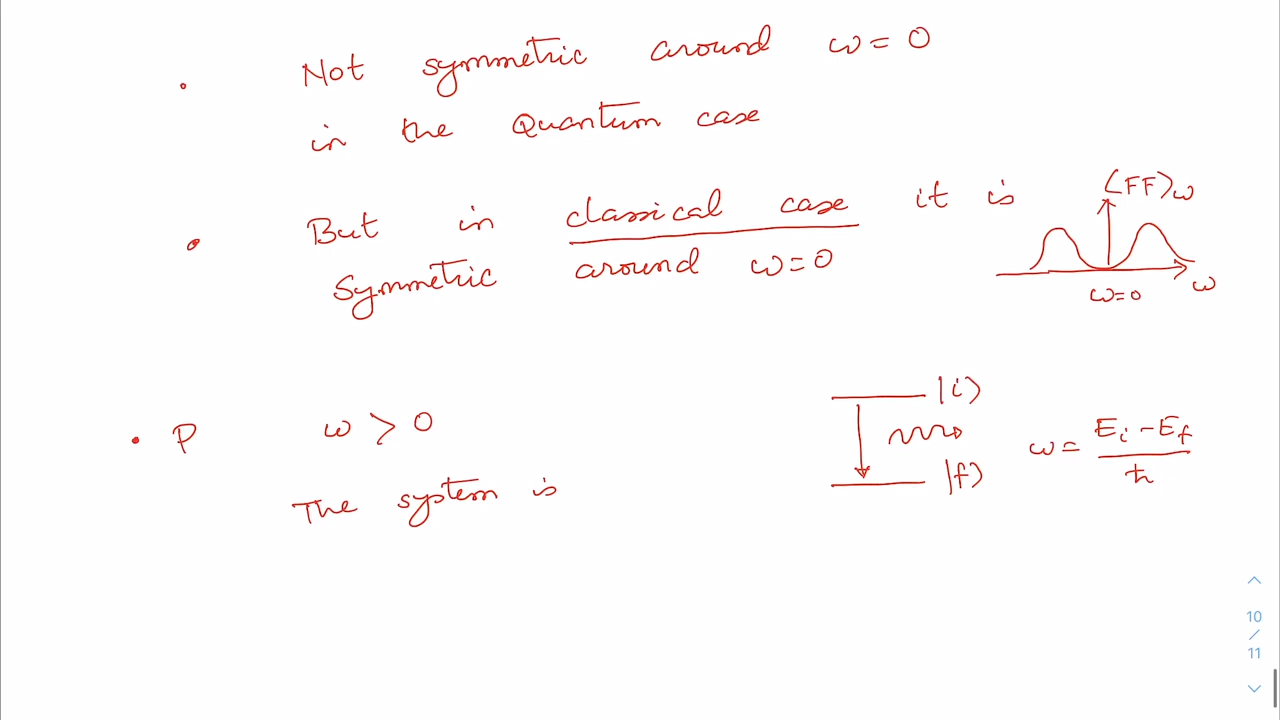 Not symmetric around ω = 0
in the Quantum case
But in classical case it is
Symmetric around ω=0
⟨FF⟩ω
ω=0
ω
P ω > 0
|i⟩
ω = (Ei − Ef)/ħ
|f⟩
The system is
10
/
11